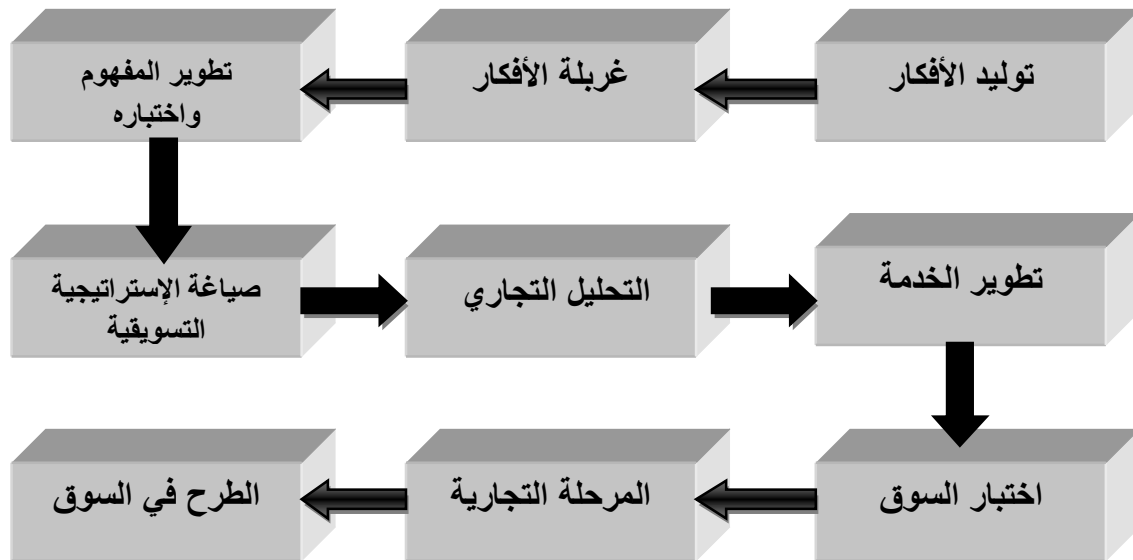 توليد الأفكار
غربلة الأفكار
تطوير المفهوم
واختباره
صياغة الإستراتيجية
التسويقية
التحليل التجاري
تطوير الخدمة
اختبار السوق
المرحلة التجارية
الطرح في السوق